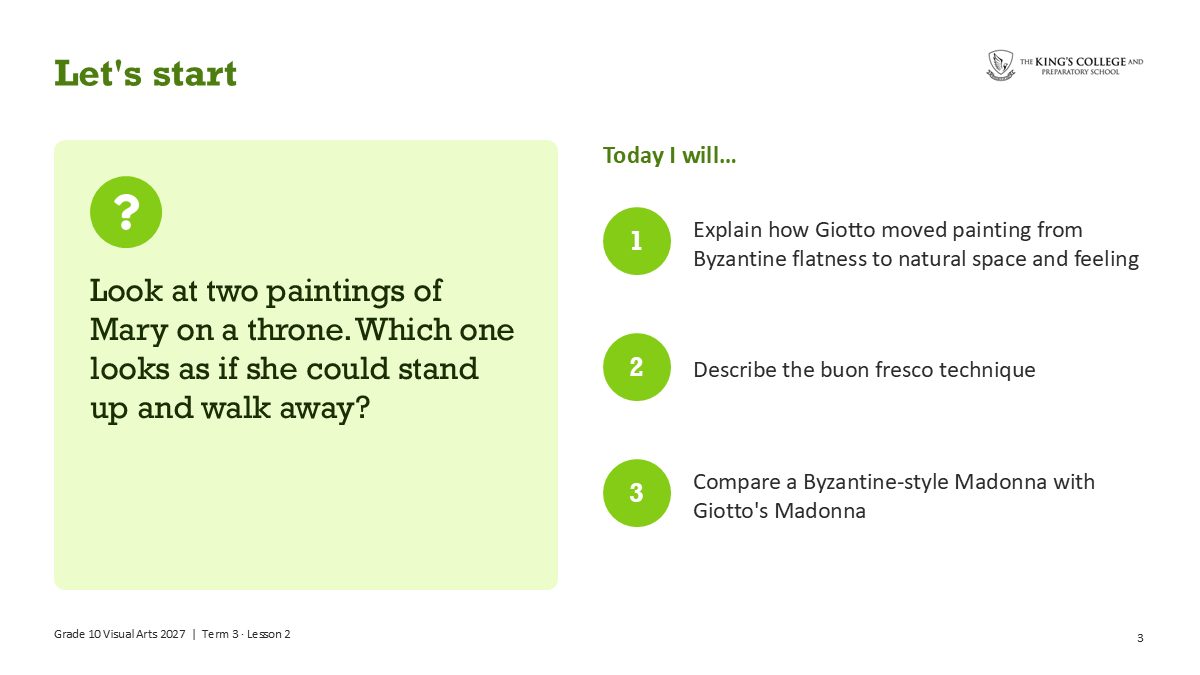 Let's start
THE KING'S COLLEGE AND
PREPARATORY SCHOOL
?
Look at two paintings of
Mary on a throne. Which one
looks as if she could stand
up and walk away?
Today I will...
1
Explain how Giotto moved painting from
Byzantine flatness to natural space and feeling
2
Describe the buon fresco technique
3
Compare a Byzantine-style Madonna with
Giotto's Madonna
Grade 10 Visual Arts 2027 | Term 3 · Lesson 2
3